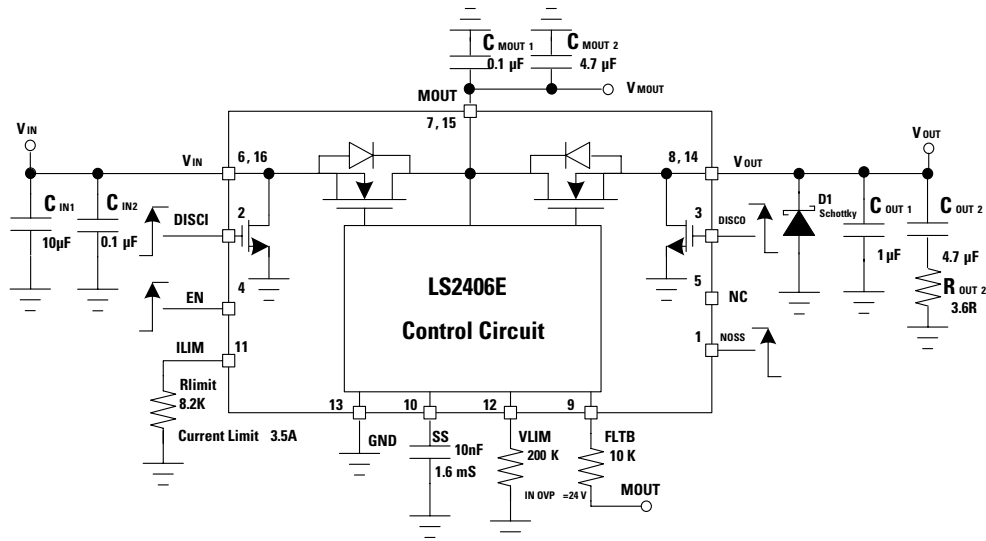 C MOUT 1
0.1 µF
C MOUT 2
4.7 µF
V MOUT
MOUT
7, 15
V IN
V IN
6, 16
8, 14
V OUT
V OUT
C IN1
10µF
C IN2
0.1 µF
DISCI
2
3
DISCO
D1
Schottky
C OUT 1
1 µF
C OUT 2
4.7 µF
R OUT 2
3.6R
EN
4
5
NC
LS2406E
Control Circuit
1
NOSS
ILIM
11
Rlimit
8.2K
Current Limit 3.5A
13
10
12
9
GND
SS
10nF
1.6 mS
VLIM
200 K
IN OVP =24 V
FLTB
10 K
MOUT